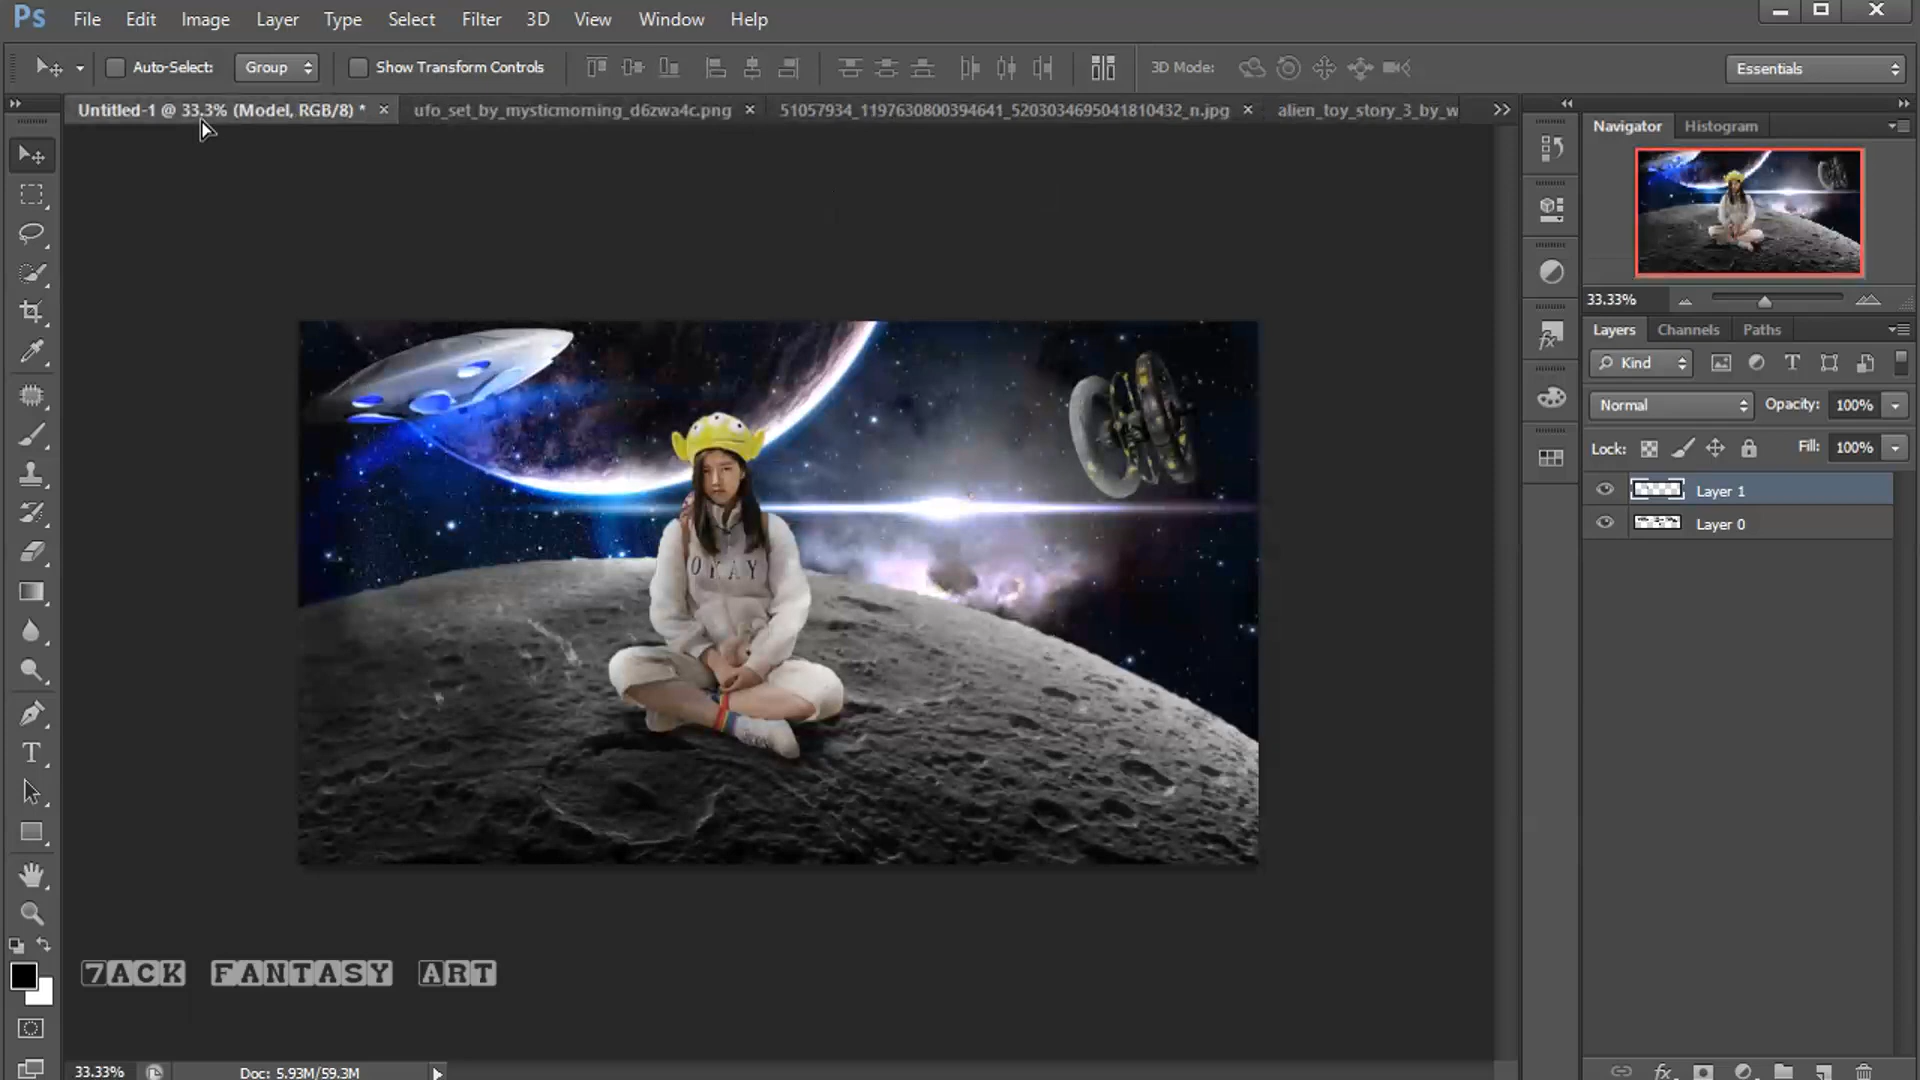 Ps File Edit Image Layer Type Select Filter 3D View Window Help
Auto-Select: Group Show Transform Controls 3D Mode: Essentials
Untitled-1 @ 33.3% (Model, RGB/8) * × ufo_set_by_mysticmorning_d6zwa4c.png × 51057934_1197630800394641_5203034695041810432_n.jpg × alien_toy_story_3_by_w
Navigator Histogram
33.33%
Layers Channels Paths
Kind
Normal Opacity: 100%
Lock: Fill: 100%
Layer 1
Layer 0
OKAY
7ACK FANTASY ART
33.33% Doc: 5.93M/59.3M